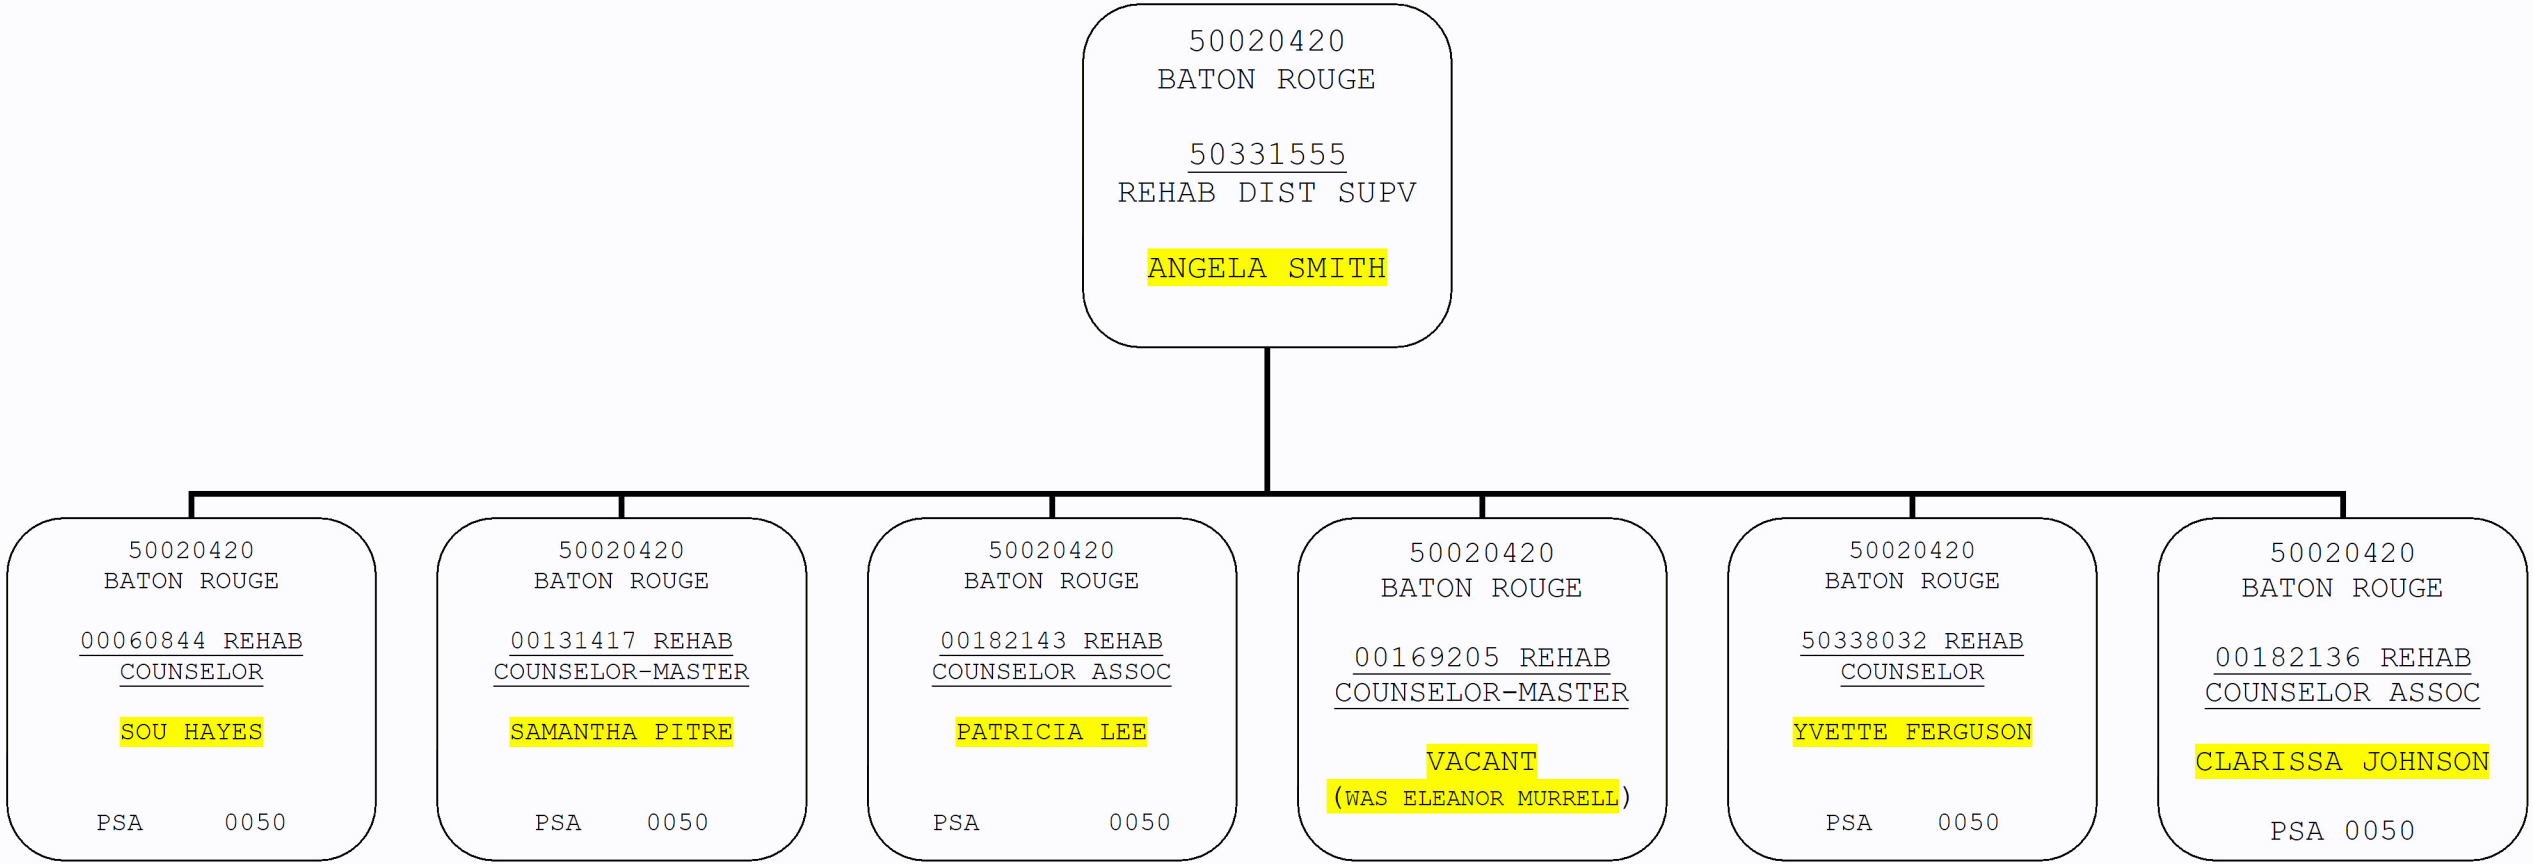 50020420
BATON ROUGE
50331555
REHAB DIST SUPV
ANGELA SMITH
50020420
BATON ROUGE
00060844 REHAB
COUNSELOR
SOU HAYES
PSA 0050
50020420
BATON ROUGE
00131417 REHAB
COUNSELOR-MASTER
SAMANTHA PITRE
PSA 0050
50020420
BATON ROUGE
00182143 REHAB
COUNSELOR ASSOC
PATRICIA LEE
PSA 0050
50020420
BATON ROUGE
00169205 REHAB
COUNSELOR-MASTER
VACANT
(WAS ELEANOR MURRELL)
50020420
BATON ROUGE
50338032 REHAB
COUNSELOR
YVETTE FERGUSON
PSA 0050
50020420
BATON ROUGE
00182136 REHAB
COUNSELOR ASSOC
CLARISSA JOHNSON
PSA 0050